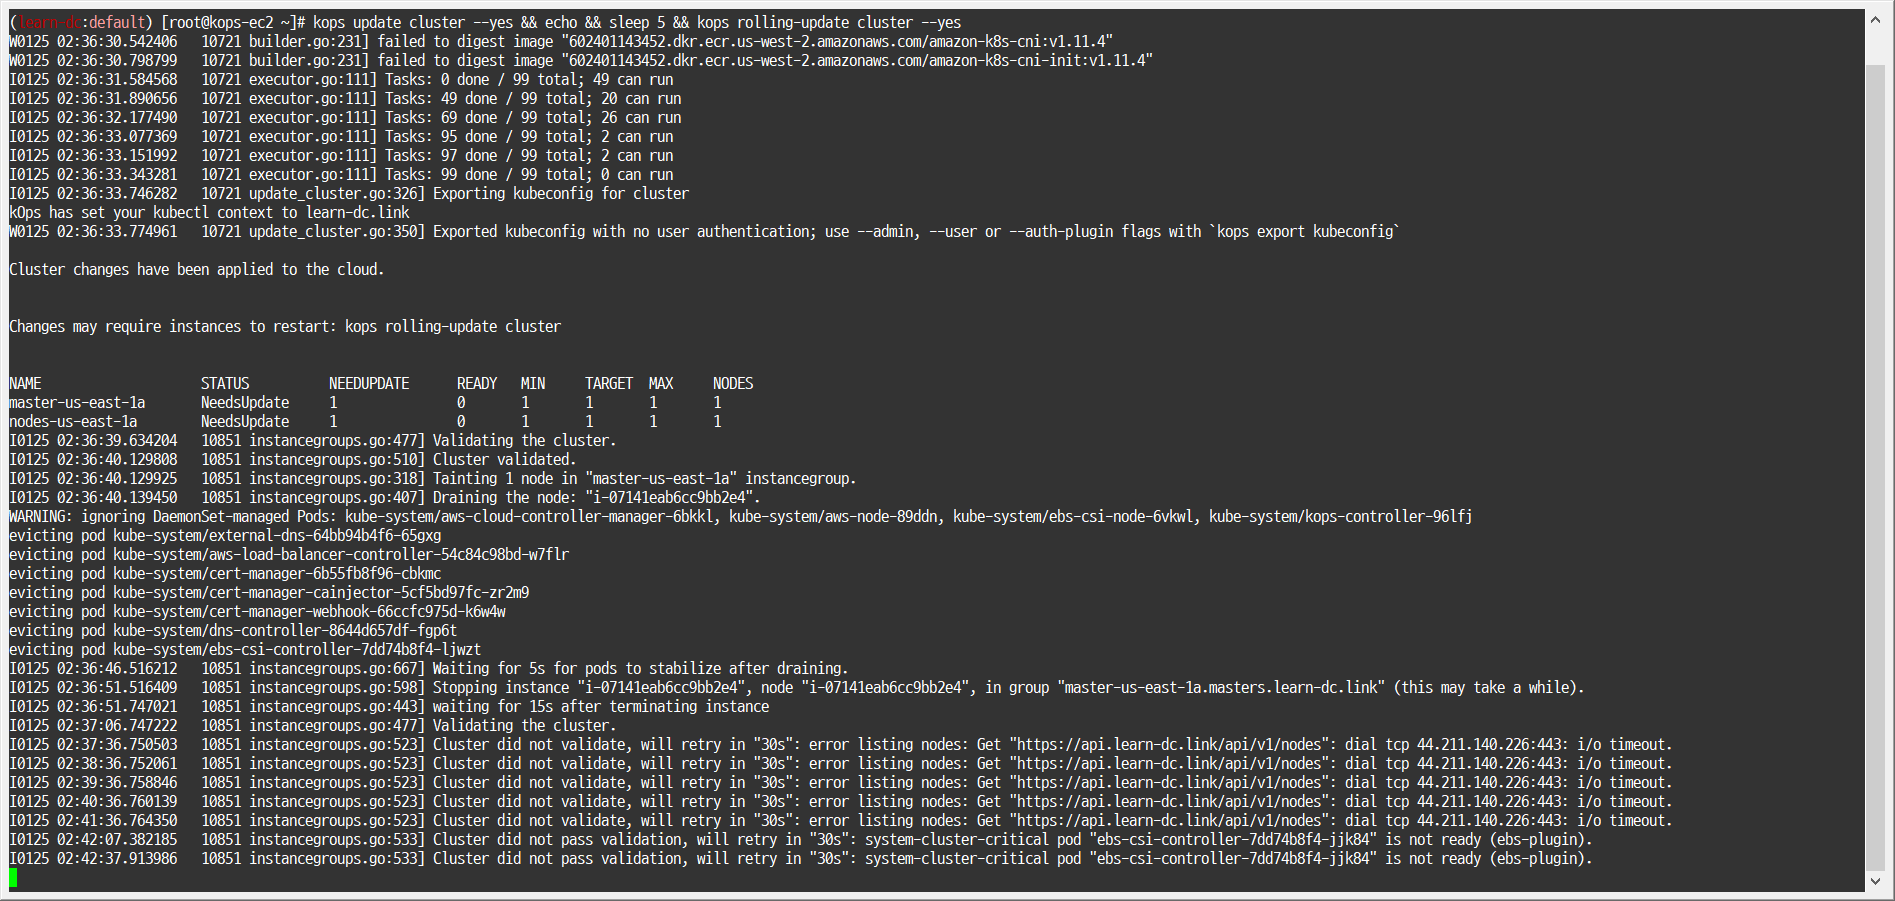 (learn-dc:default) [root@kops-ec2 ~]# kops update cluster --yes && echo && sleep 5 && kops rolling-update cluster --yes
W0125 02:36:30.542406   10721 builder.go:231] failed to digest image "602401143452.dkr.ecr.us-west-2.amazonaws.com/amazon-k8s-cni:v1.11.4"
W0125 02:36:30.798799   10721 builder.go:231] failed to digest image "602401143452.dkr.ecr.us-west-2.amazonaws.com/amazon-k8s-cni-init:v1.11.4"
I0125 02:36:31.584568   10721 executor.go:111] Tasks: 0 done / 99 total; 49 can run
I0125 02:36:31.890656   10721 executor.go:111] Tasks: 49 done / 99 total; 20 can run
I0125 02:36:32.177490   10721 executor.go:111] Tasks: 69 done / 99 total; 26 can run
I0125 02:36:33.077369   10721 executor.go:111] Tasks: 95 done / 99 total; 2 can run
I0125 02:36:33.151992   10721 executor.go:111] Tasks: 97 done / 99 total; 2 can run
I0125 02:36:33.343281   10721 executor.go:111] Tasks: 99 done / 99 total; 0 can run
I0125 02:36:33.746282   10721 update_cluster.go:326] Exporting kubeconfig for cluster
kOps has set your kubectl context to learn-dc.link
W0125 02:36:33.774961   10721 update_cluster.go:350] Exported kubeconfig with no user authentication; use --admin, --user or --auth-plugin flags with `kops export kubeconfig`
Cluster changes have been applied to the cloud.
Changes may require instances to restart: kops rolling-update cluster
NAME                    STATUS          NEEDUPDATE      READY   MIN     TARGET  MAX     NODES
master-us-east-1a       NeedsUpdate     1               0       1       1       1       1
nodes-us-east-1a        NeedsUpdate     1               0       1       1       1       1
I0125 02:36:39.634204   10851 instancegroups.go:477] Validating the cluster.
I0125 02:36:40.129808   10851 instancegroups.go:510] Cluster validated.
I0125 02:36:40.129925   10851 instancegroups.go:318] Tainting 1 node in "master-us-east-1a" instancegroup.
I0125 02:36:40.139450   10851 instancegroups.go:407] Draining the node: "i-07141eab6cc9bb2e4".
WARNING: ignoring DaemonSet-managed Pods: kube-system/aws-cloud-controller-manager-6bkkl, kube-system/aws-node-89ddn, kube-system/ebs-csi-node-6vkwl, kube-system/kops-controller-96lfj
evicting pod kube-system/external-dns-64bb94b4f6-65gxg
evicting pod kube-system/aws-load-balancer-controller-54c84c98bd-w7flr
evicting pod kube-system/cert-manager-6b55fb8f96-cbkmc
evicting pod kube-system/cert-manager-cainjector-5cf5bd97fc-zr2m9
evicting pod kube-system/cert-manager-webhook-66ccfc975d-k6w4w
evicting pod kube-system/dns-controller-8644d657df-fgp6t
evicting pod kube-system/ebs-csi-controller-7dd74b8f4-ljwzt
I0125 02:36:46.516212   10851 instancegroups.go:667] Waiting for 5s for pods to stabilize after draining.
I0125 02:36:51.516409   10851 instancegroups.go:598] Stopping instance "i-07141eab6cc9bb2e4", node "i-07141eab6cc9bb2e4", in group "master-us-east-1a.masters.learn-dc.link" (this may take a while).
I0125 02:36:51.747021   10851 instancegroups.go:443] waiting for 15s after terminating instance
I0125 02:37:06.747222   10851 instancegroups.go:477] Validating the cluster.
I0125 02:37:36.750503   10851 instancegroups.go:523] Cluster did not validate, will retry in "30s": error listing nodes: Get "https://api.learn-dc.link/api/v1/nodes": dial tcp 44.211.140.226:443: i/o timeout.
I0125 02:38:36.752061   10851 instancegroups.go:523] Cluster did not validate, will retry in "30s": error listing nodes: Get "https://api.learn-dc.link/api/v1/nodes": dial tcp 44.211.140.226:443: i/o timeout.
I0125 02:39:36.758846   10851 instancegroups.go:523] Cluster did not validate, will retry in "30s": error listing nodes: Get "https://api.learn-dc.link/api/v1/nodes": dial tcp 44.211.140.226:443: i/o timeout.
I0125 02:40:36.760139   10851 instancegroups.go:523] Cluster did not validate, will retry in "30s": error listing nodes: Get "https://api.learn-dc.link/api/v1/nodes": dial tcp 44.211.140.226:443: i/o timeout.
I0125 02:41:36.764350   10851 instancegroups.go:523] Cluster did not validate, will retry in "30s": error listing nodes: Get "https://api.learn-dc.link/api/v1/nodes": dial tcp 44.211.140.226:443: i/o timeout.
I0125 02:42:07.382185   10851 instancegroups.go:533] Cluster did not pass validation, will retry in "30s": system-cluster-critical pod "ebs-csi-controller-7dd74b8f4-jjk84" is not ready (ebs-plugin).
I0125 02:42:37.913986   10851 instancegroups.go:533] Cluster did not pass validation, will retry in "30s": system-cluster-critical pod "ebs-csi-controller-7dd74b8f4-jjk84" is not ready (ebs-plugin).